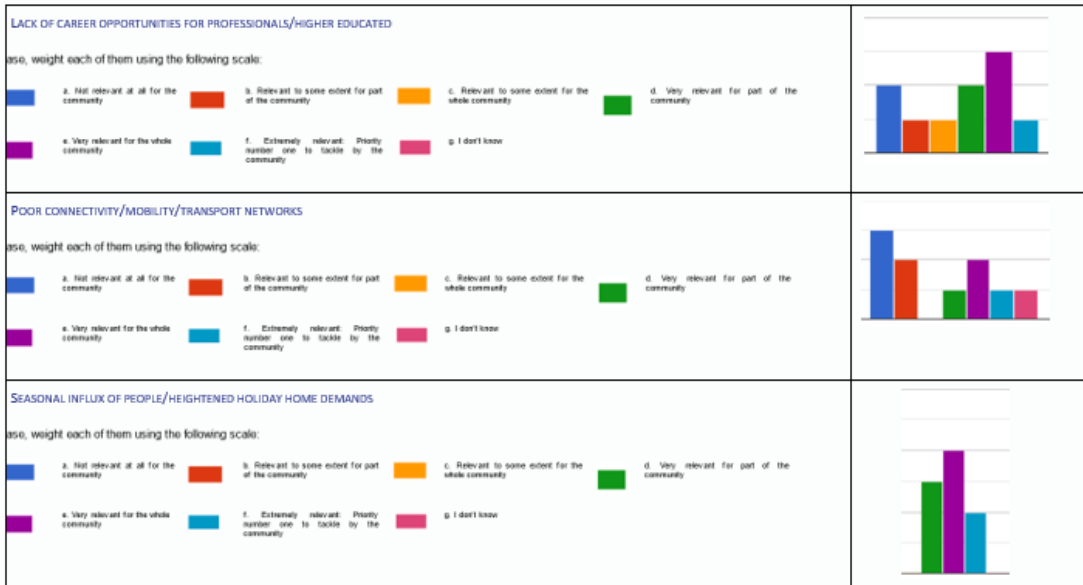 LACK OF CAREER OPPORTUNITIES FOR PROFESSIONALS/HIGHER EDUCATED
ase, weight each of them using the following scale:
a. Not relevant at all for the community
b. Relevant to some extent for part of the community
c. Relevant to some extent for the whole community
d. Very relevant for part of the community
e. Very relevant for the whole community
f. Extremely relevant: Priority number one to tackle by the community
g. I don't know
POOR CONNECTIVITY/MOBILITY/TRANSPORT NETWORKS
ase, weight each of them using the following scale:
a. Not relevant at all for the community
b. Relevant to some extent for part of the community
c. Relevant to some extent for the whole community
d. Very relevant for part of the community
e. Very relevant for the whole community
f. Extremely relevant: Priority number one to tackle by the community
g. I don't know
SEASONAL INFLUX OF PEOPLE/HEIGHTENED HOLIDAY HOME DEMANDS
ase, weight each of them using the following scale:
a. Not relevant at all for the community
b. Relevant to some extent for part of the community
c. Relevant to some extent for the whole community
d. Very relevant for part of the community
e. Very relevant for the whole community
f. Extremely relevant: Priority number one to tackle by the community
g. I don't know